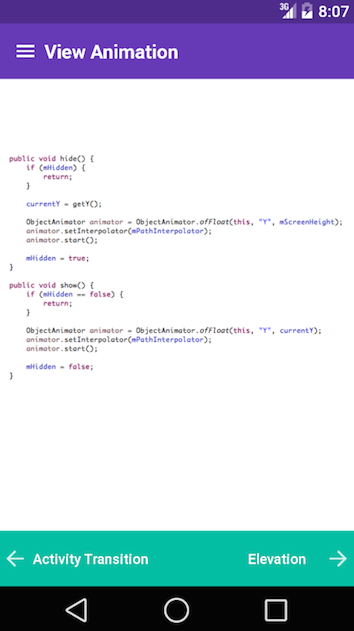 3G 8:07
View Animation
public void hide() {
if (mHidden) {
return;
}
currentY = getY();
ObjectAnimator animator = ObjectAnimator.ofFloat(this, "Y", mScreenHeight);
animator.setInterpolator(mPathInterpolator);
animator.start();
mHidden = true;
}
public void show() {
if (mHidden == false) {
return;
}
ObjectAnimator animator = ObjectAnimator.ofFloat(this, "Y", currentY);
animator.setInterpolator(mPathInterpolator);
animator.start();
mHidden = false;
}
Activity Transition Elevation